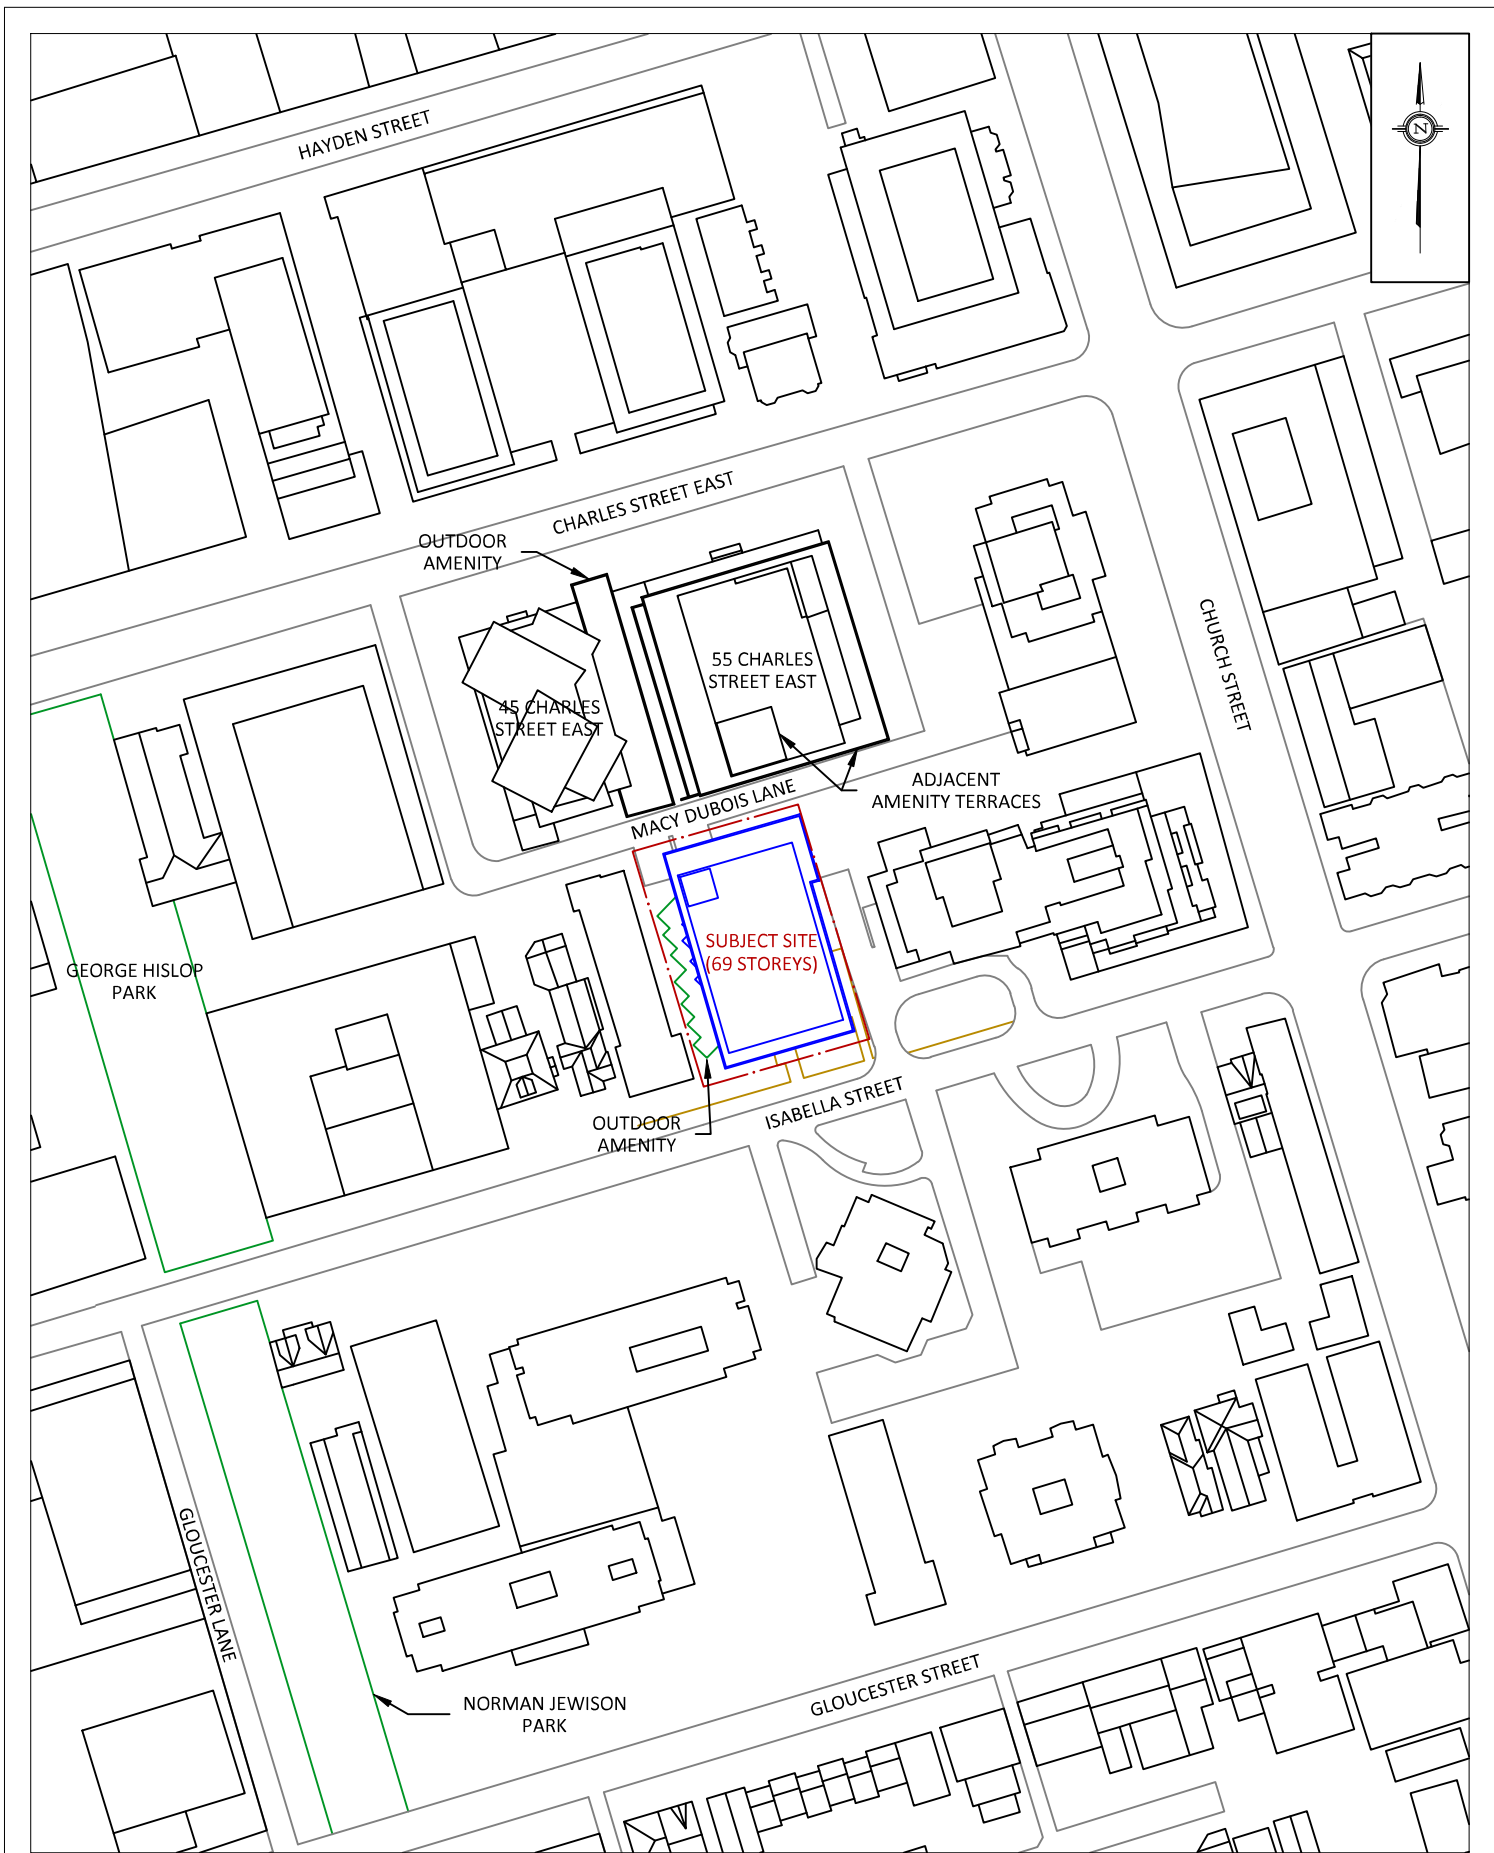 HAYDEN STREET
N
CHARLES STREET EAST
OUTDOOR
AMENITY
CHURCH STREET
55 CHARLES
STREET EAST
45 CHARLES
STREET EAST
ADJACENT
AMENITY TERRACES
MACY DUBOIS LANE
SUBJECT SITE
(69 STOREYS)
GEORGE HISLOP
PARK
ISABELLA STREET
OUTDOOR
AMENITY
GLOUCESTER LANE
GLOUCESTER STREET
NORMAN JEWISON
PARK